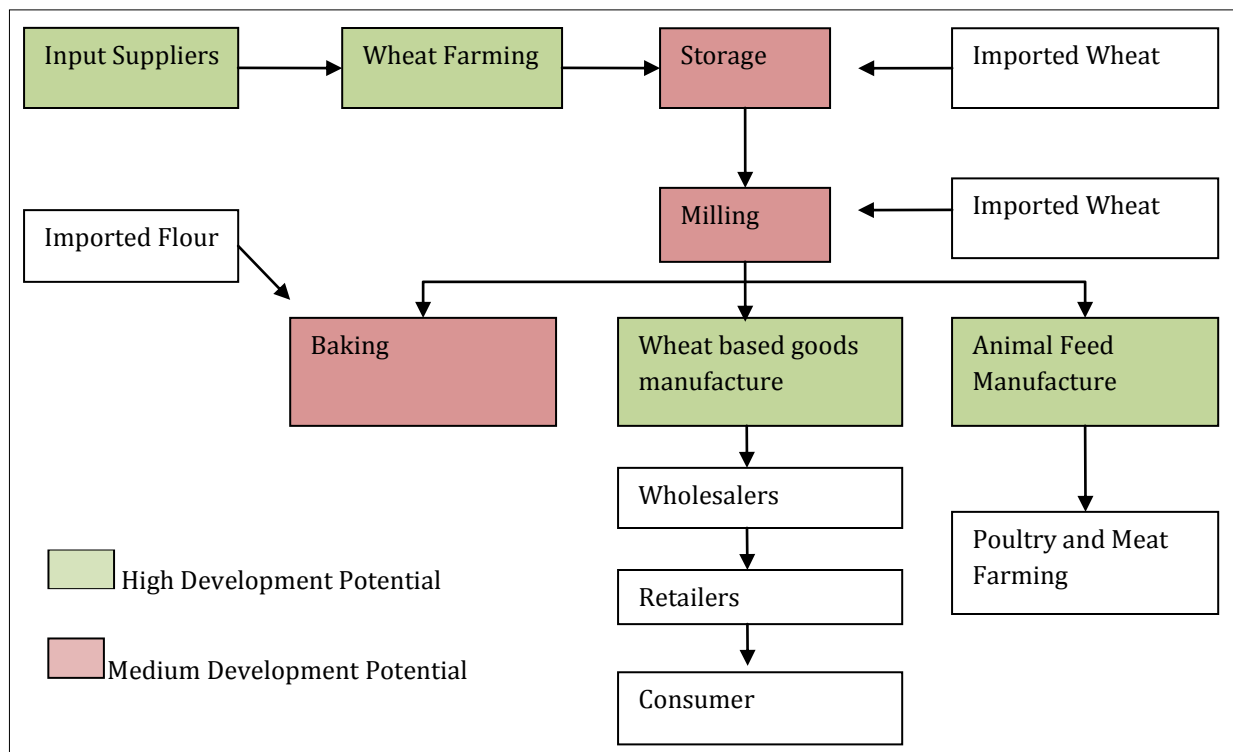 Input Suppliers
Wheat Farming
Storage
Imported Wheat
Imported Flour
Milling
Imported Wheat
Baking
Wheat based goods
manufacture
Animal Feed
Manufacture
Wholesalers
Poultry and Meat
Farming
High Development Potential
Retailers
Medium Development Potential
Consumer